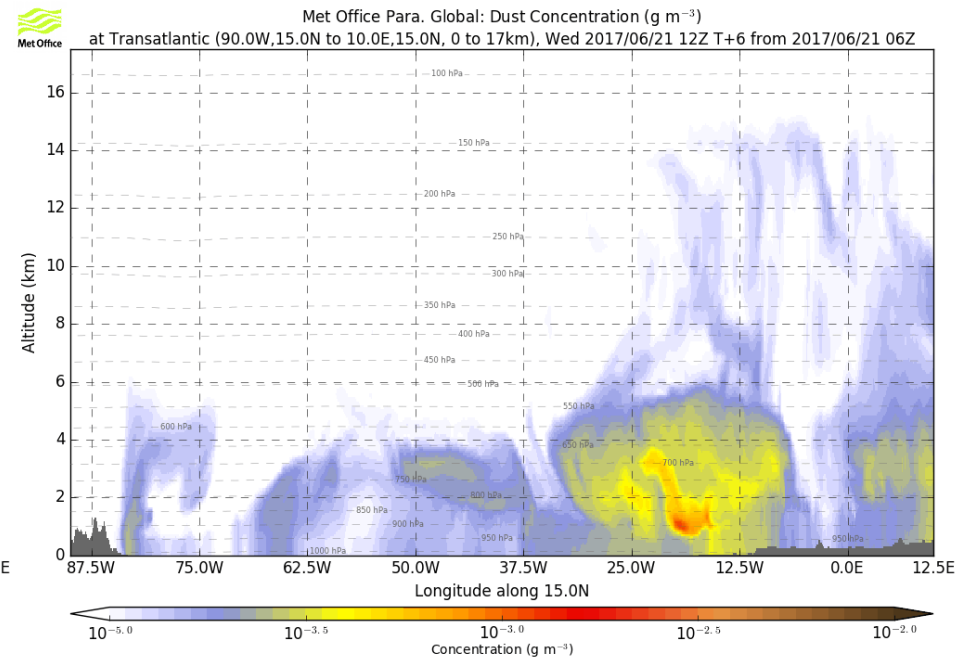 Met Office
Met Office Para. Global: Dust Concentration (g m⁻³)
at Transatlantic (90.0W,15.0N to 10.0E,15.0N, 0 to 17km), Wed 2017/06/21 12Z T+6 from 2017/06/21 06Z
Altitude (km)
16
14
12
10
8
6
4
2
0
100 hPa
150 hPa
200 hPa
250 hPa
300 hPa
350 hPa
400 hPa
450 hPa
500 hPa
550 hPa
600 hPa
650 hPa
700 hPa
750 hPa
800 hPa
850 hPa
900 hPa
950 hPa
950 hPa
1000 hPa
E 87.5W 75.0W 62.5W 50.0W 37.5W 25.0W 12.5W 0.0E 12.5E
Longitude along 15.0N
10⁻⁵·⁰ 10⁻³·⁵ 10⁻³·⁰ 10⁻²·⁵ 10⁻²·⁰
Concentration (g m⁻³)